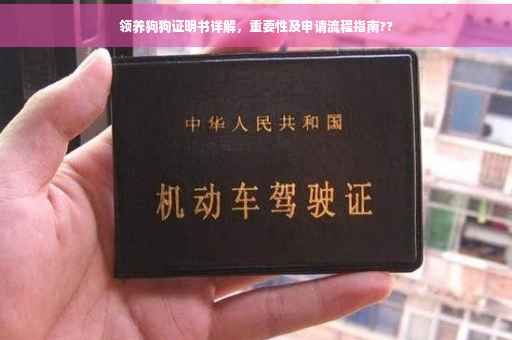 领养狗狗证明书详解，重要性及申请流程指南??
中华人民共和国
机动车驾驶证